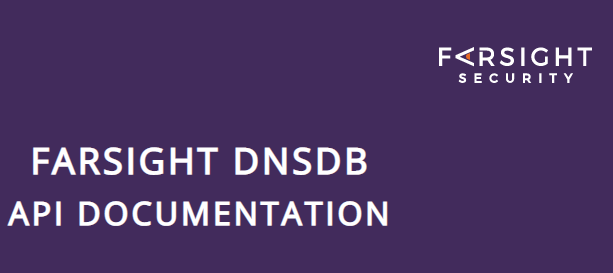 FARSIGHT
SECURITY
FARSIGHT DNSDB
API DOCUMENTATION